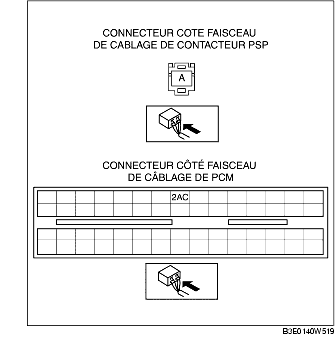 CONNECTEUR COTE FAISCEAU
DE CABLAGE DE CONTACTEUR PSP
A
CONNECTEUR CÔTÉ FAISCEAU
DE CÂBLAGE DE PCM
2AC
B3E0140W519